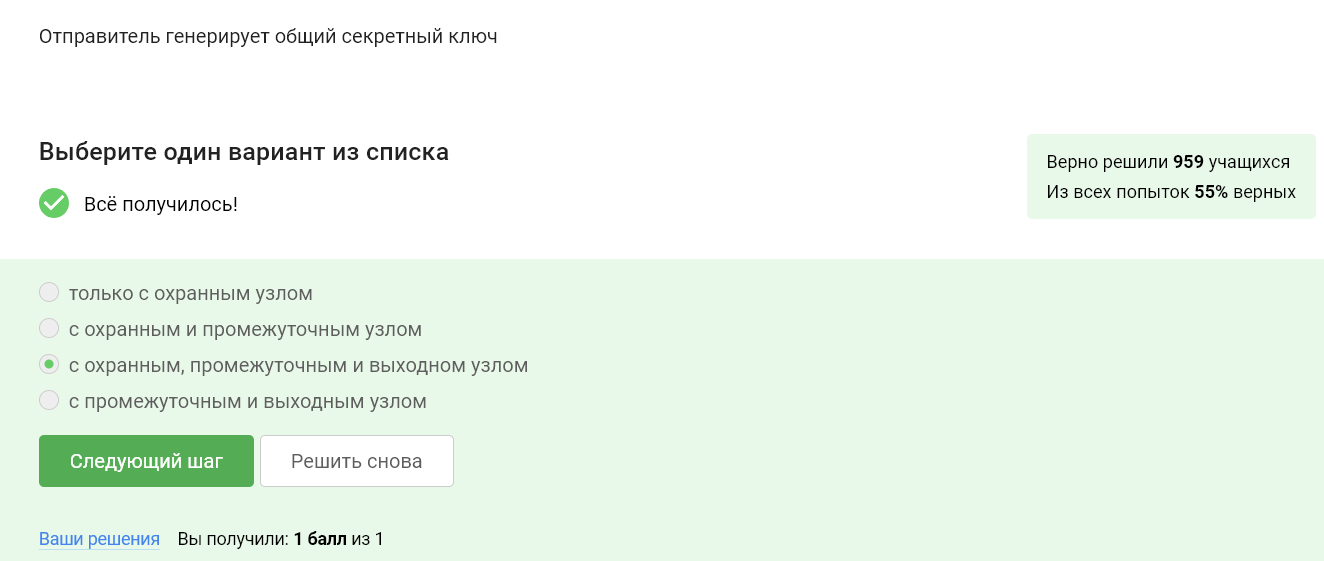 Отправитель генерирует общий секретный ключ
Выберите один вариант из списка
Всё получилось!
Верно решили 959 учащихся
Из всех попыток 55% верных
только с охранным узлом
с охранным и промежуточным узлом
с охранным, промежуточным и выходном узлом
с промежуточным и выходным узлом
Следующий шаг
Решить снова
Ваши решения Вы получили: 1 балл из 1